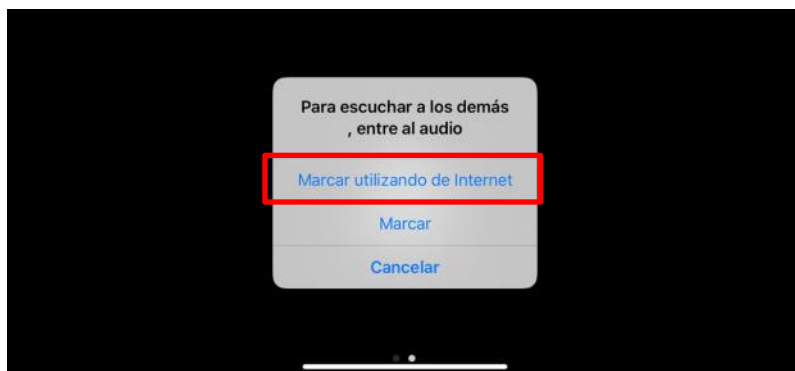 Para escuchar a los demás
, entre al audio
Marcar utilizando de Internet
Marcar
Cancelar